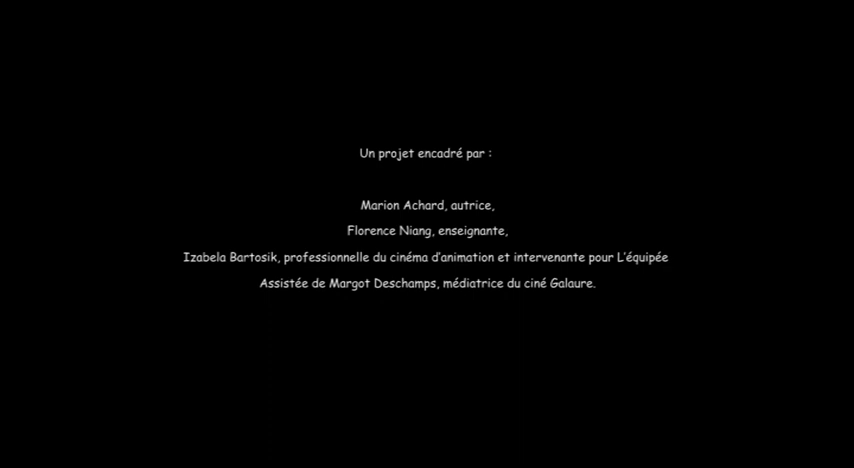 Un projet encadré par :
Marion Achard, autrice,
Florence Niang, enseignante,
Izabela Bartosik, professionnelle du cinéma d’animation et intervenante pour L’équipée
Assistée de Margot Deschamps, médiatrice du ciné Galaure.